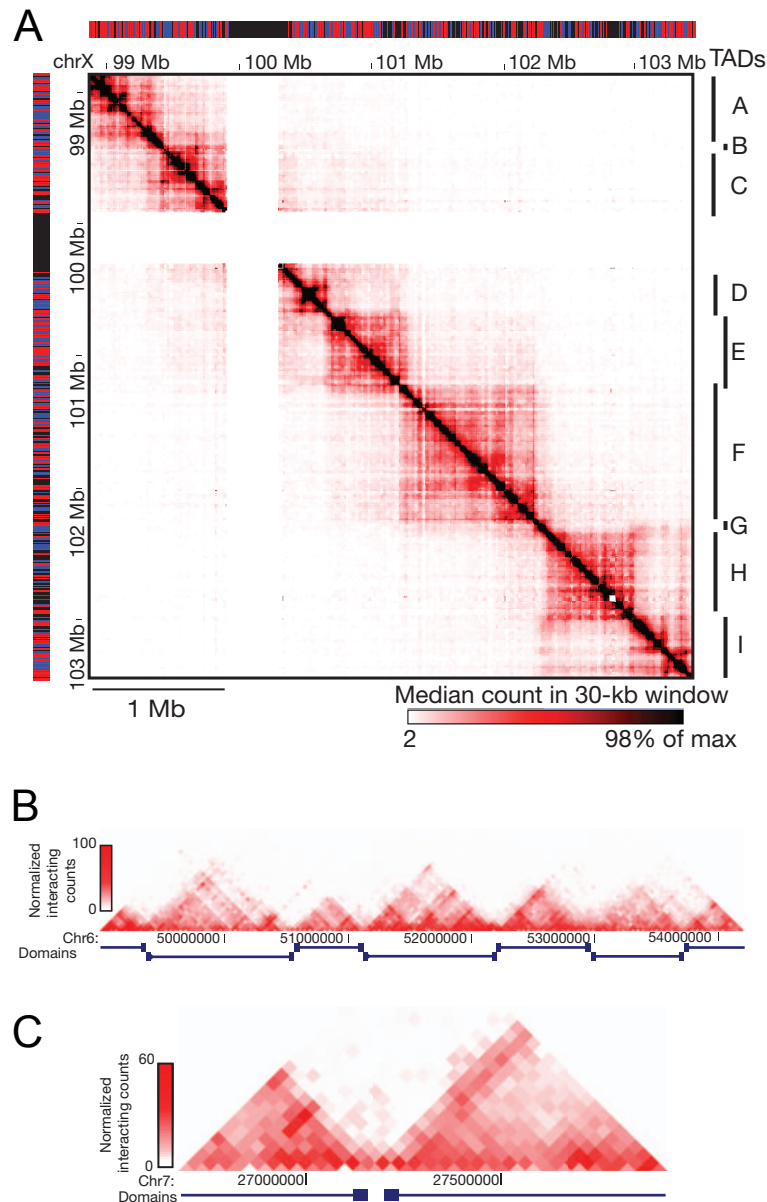 A
chrX 99 Mb 100 Mb 101 Mb 102 Mb 103 Mb TADs
99 Mb
100 Mb
101 Mb
102 Mb
103 Mb
A
B
C
D
E
F
G
H
I
1 Mb
Median count in 30-kb window
2 98% of max
B
Normalized
interacting
counts
100
0
Chr6: 50000000 51000000 52000000 53000000 54000000
Domains
C
Normalized
interacting counts
60
0
Chr7: 27000000 27500000
Domains